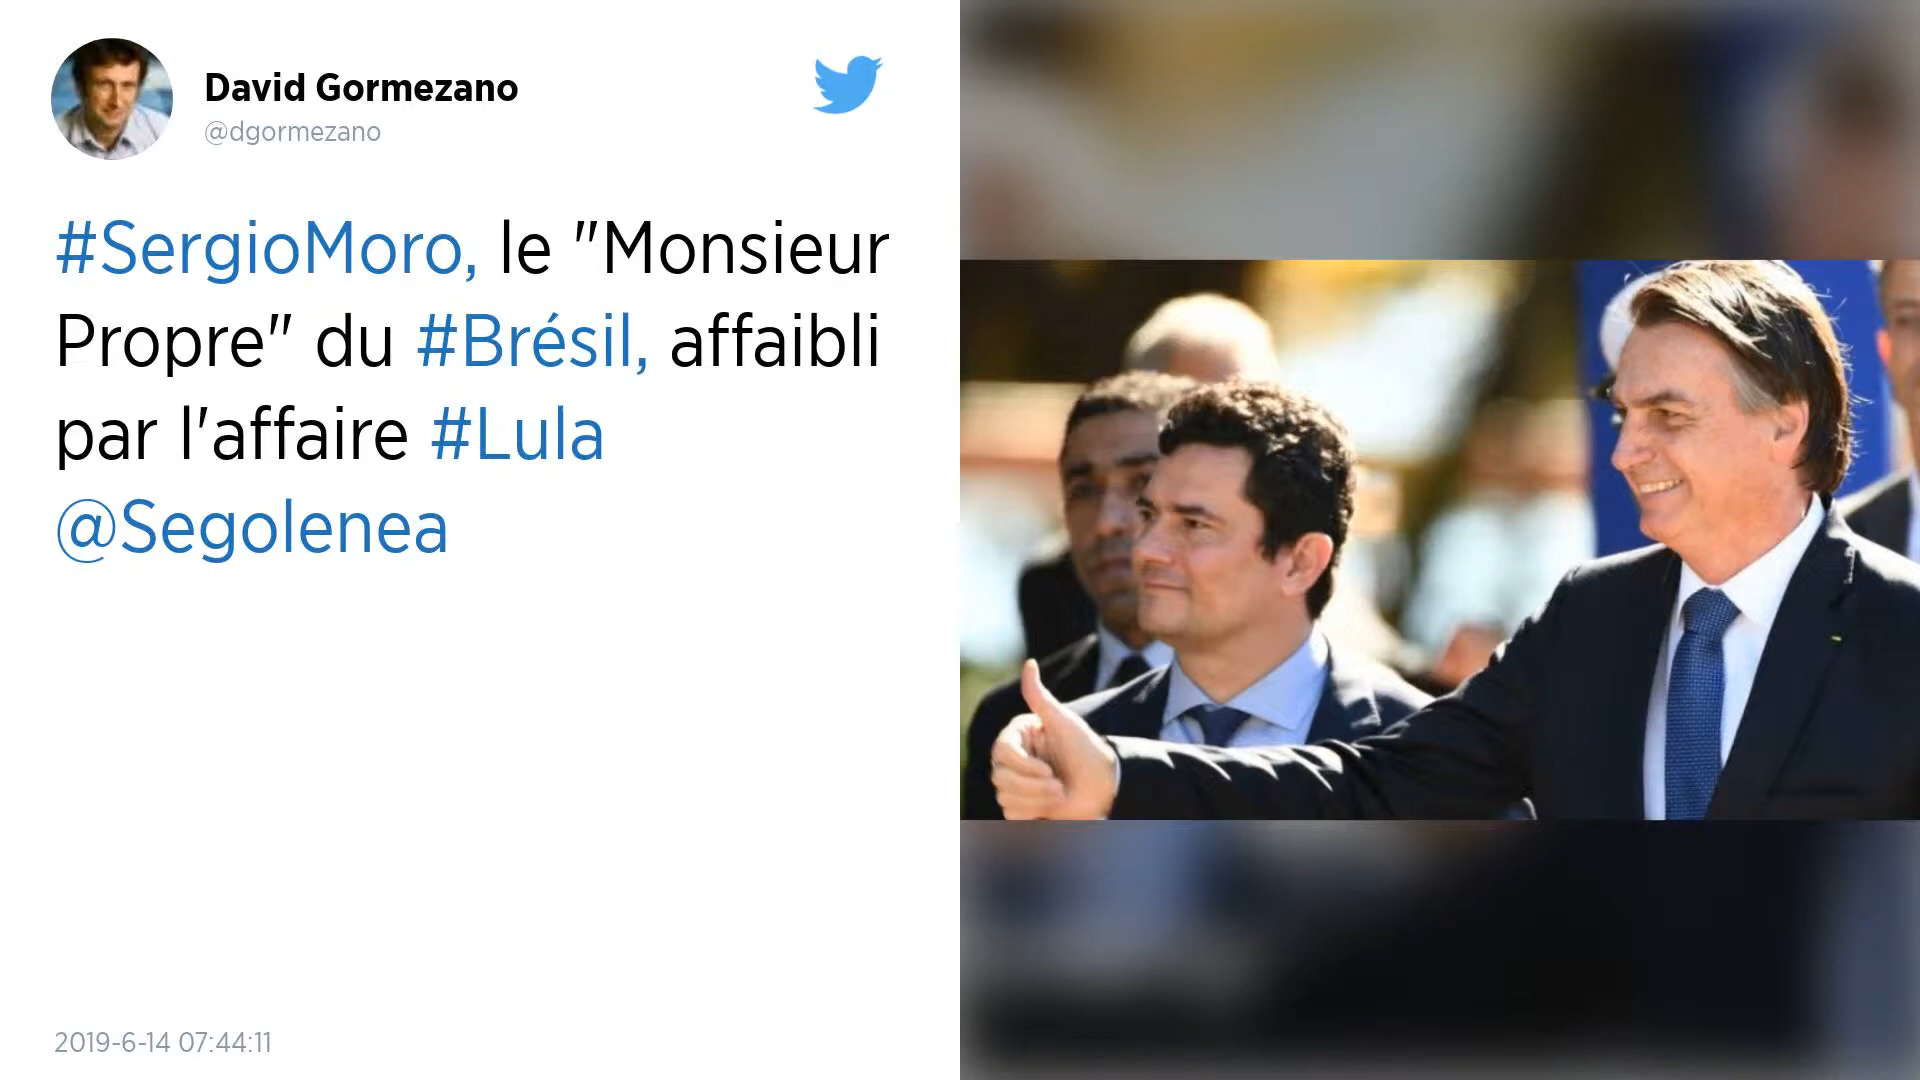 David Gormezano
@dgormezano
#SergioMoro, le "Monsieur
Propre" du #Brésil, affaibli
par l'affaire #Lula
@Segolenea
2019-6-14 07:44:11